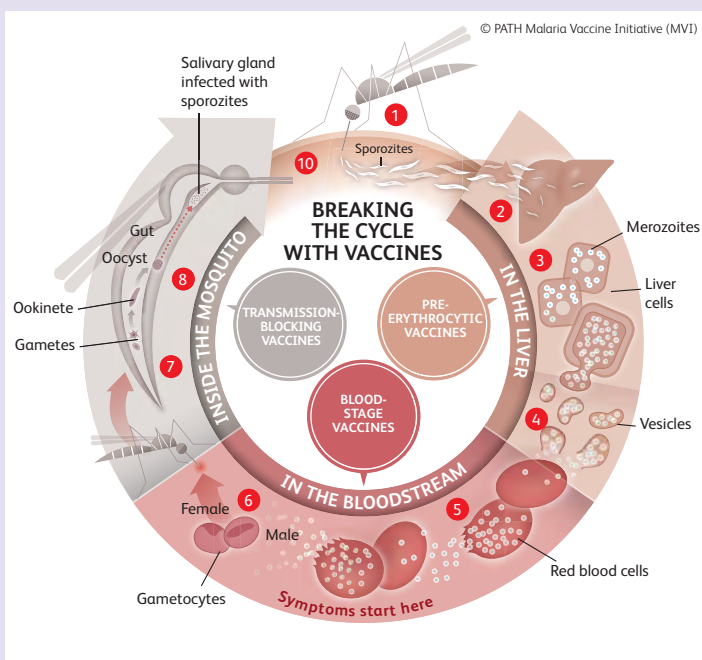 © PATH Malaria Vaccine Initiative (MVI)
Salivary gland
infected with
sporozites
1
Sporozites
10
2
BREAKING
THE CYCLE
WITH VACCINES
Merozoites
3
Gut
Oocyst
8
IN THE LIVER
Liver
cells
Ookinete
Gametes
TRANSMISSION-
BLOCKING
VACCINES
PRE-
ERYTHROCYTIC
VACCINES
INSIDE THE MOSQUITO
7
BLOOD-
STAGE
VACCINES
4
Vesicles
IN THE BLOODSTREAM
6
5
Female
Male
Gametocytes
Red blood cells
Symptoms start here